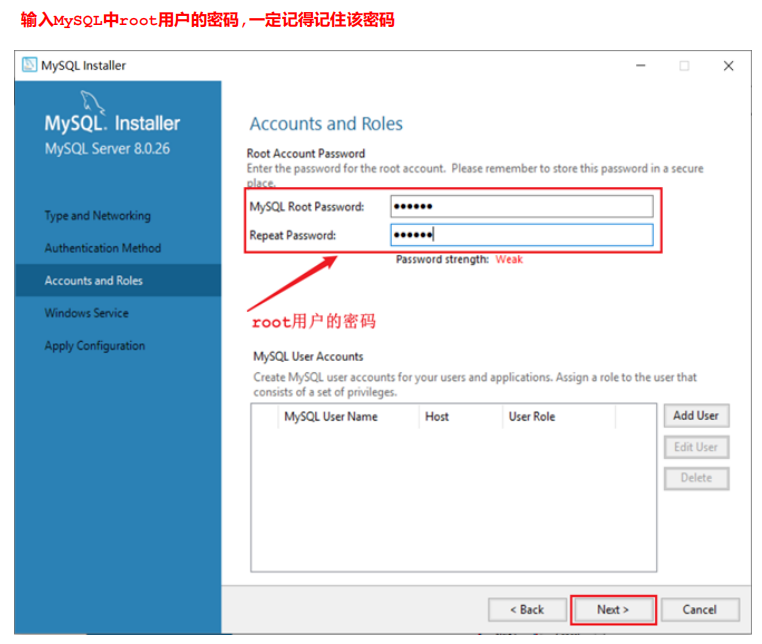 输入MySQL中root用户的密码,一定记得记住该密码
MySQL Installer
MySQL. Installer
MySQL Server 8.0.26
Type and Networking
Authentication Method
Accounts and Roles
Windows Service
Apply Configuration
Accounts and Roles
Root Account Password
Enter the password for the root account. Please remember to store this password in a secure
place.
MySQL Root Password:
Repeat Password:
Password strength: Weak
root用户的密码
MySQL User Accounts
Create MySQL user accounts for your users and applications. Assign a role to the user that
consists of a set of privileges.
MySQL User Name Host User Role
Add User
Edit User
Delete
< Back Next > Cancel